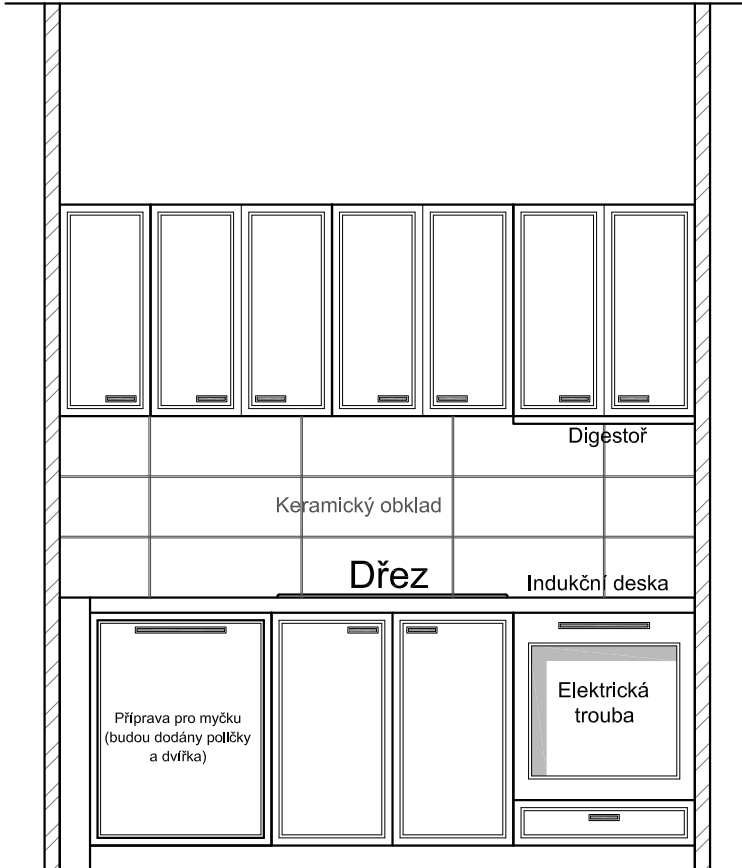 Digestoř
Keramický obklad
Dřez
Indukční deska
Elektrická
trouba
Příprava pro myčku
(budou dodány poličky
a dvířka)